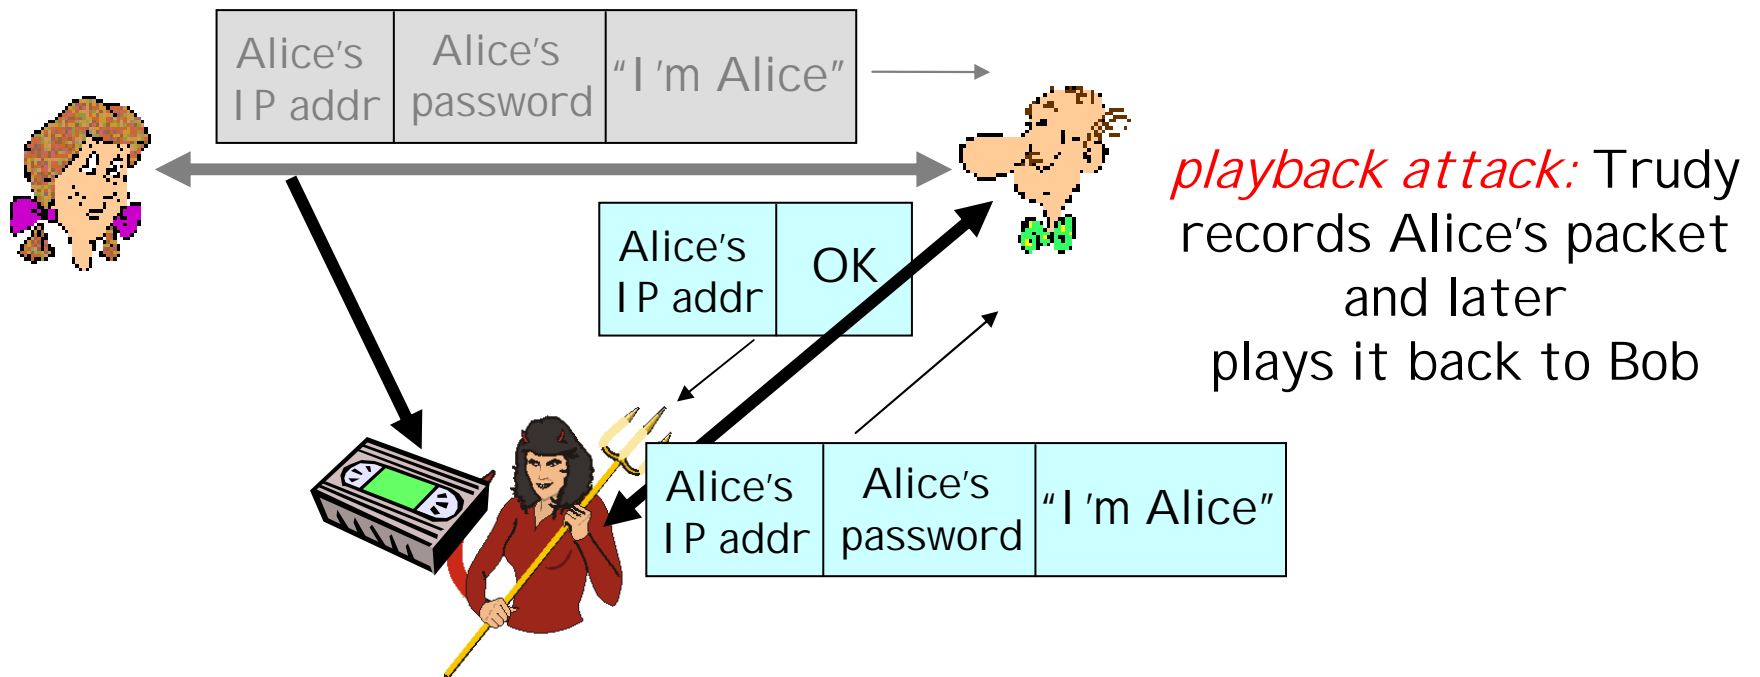 Alice's
IP addr
Alice's
password
“I'm Alice”
playback attack: Trudy
records Alice's packet
and later
plays it back to Bob
Alice's
IP addr
OK
Alice's
IP addr
Alice's
password
“I'm Alice”